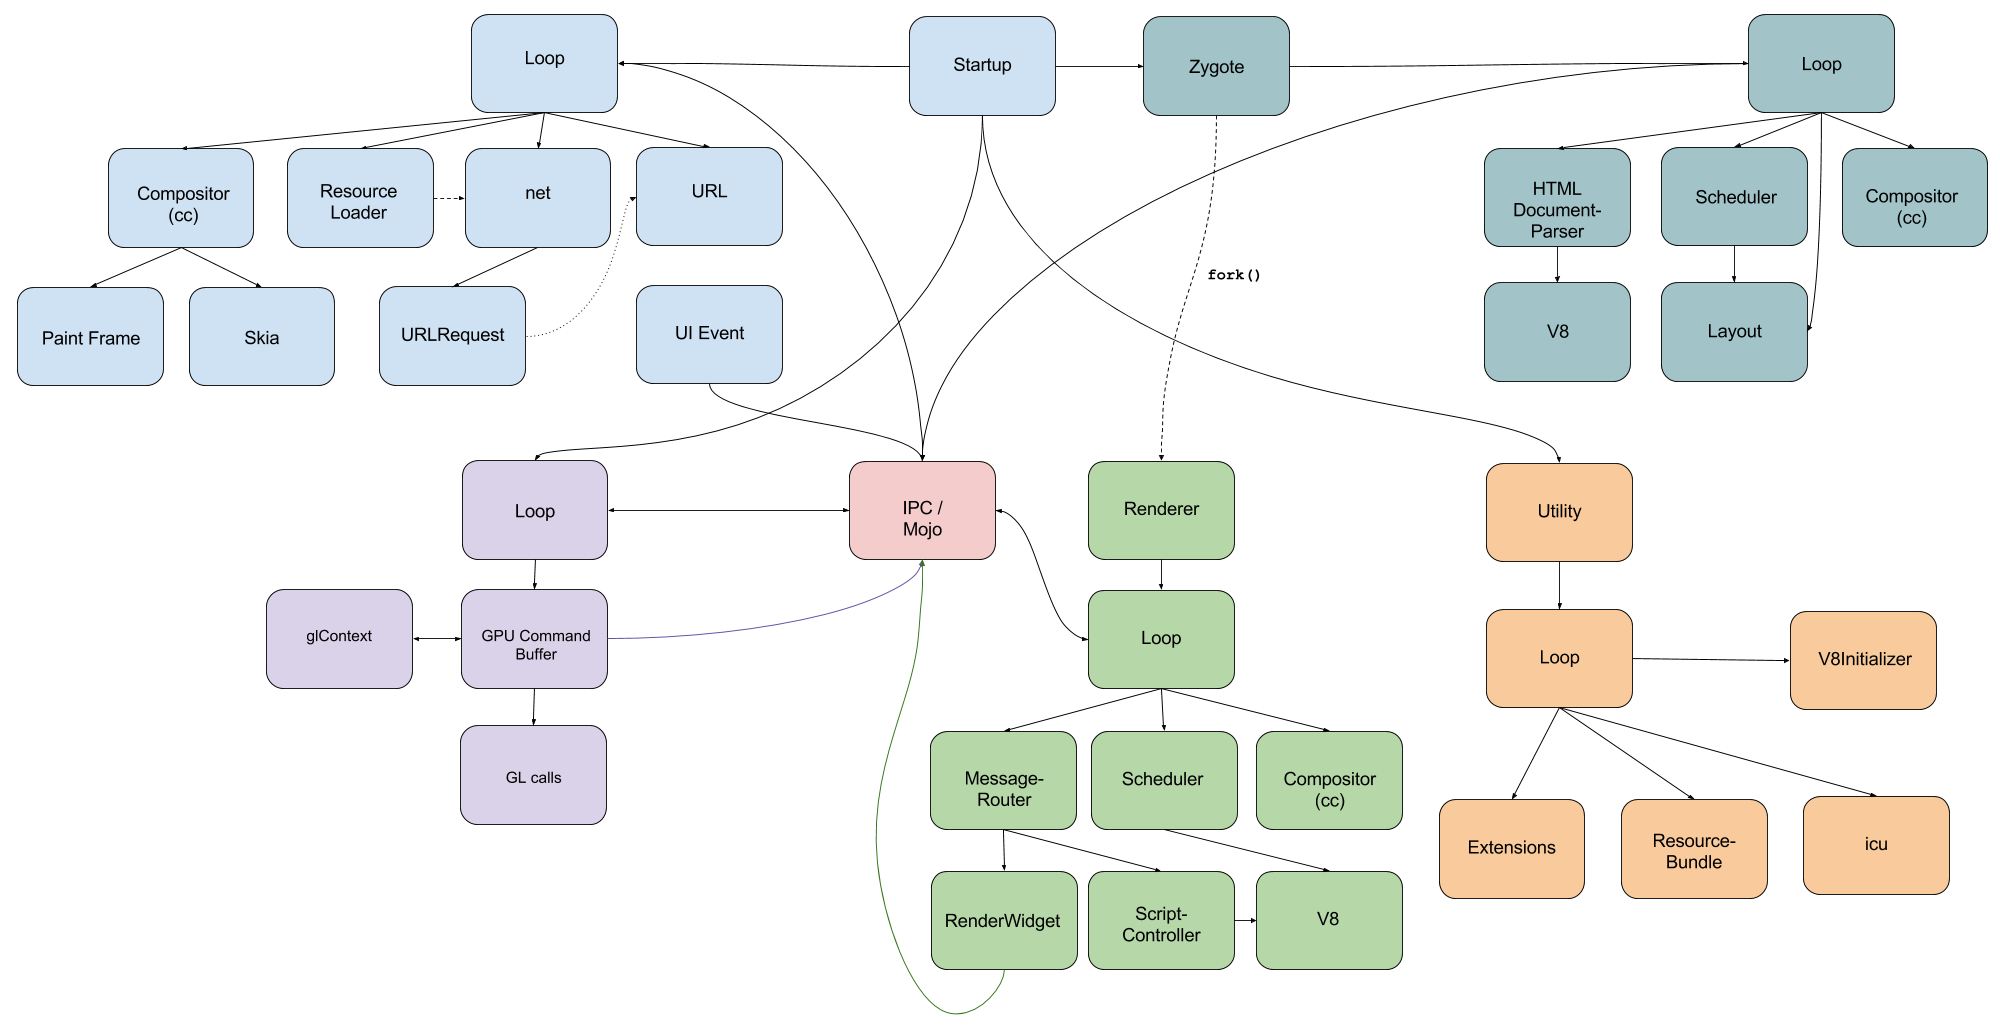 Loop
Startup
Zygote
Loop
Compositor
(cc)
Resource
Loader
net
URL
HTML
Document-
Parser
Scheduler
Compositor
(cc)
fork()
Paint Frame
Skia
URLRequest
UI Event
V8
Layout
Loop
IPC /
Mojo
Renderer
Utility
glContext
GPU Command
Buffer
Loop
Loop
V8Initializer
GL calls
Message-
Router
Scheduler
Compositor
(cc)
Extensions
Resource-
Bundle
icu
RenderWidget
Script-
Controller
V8